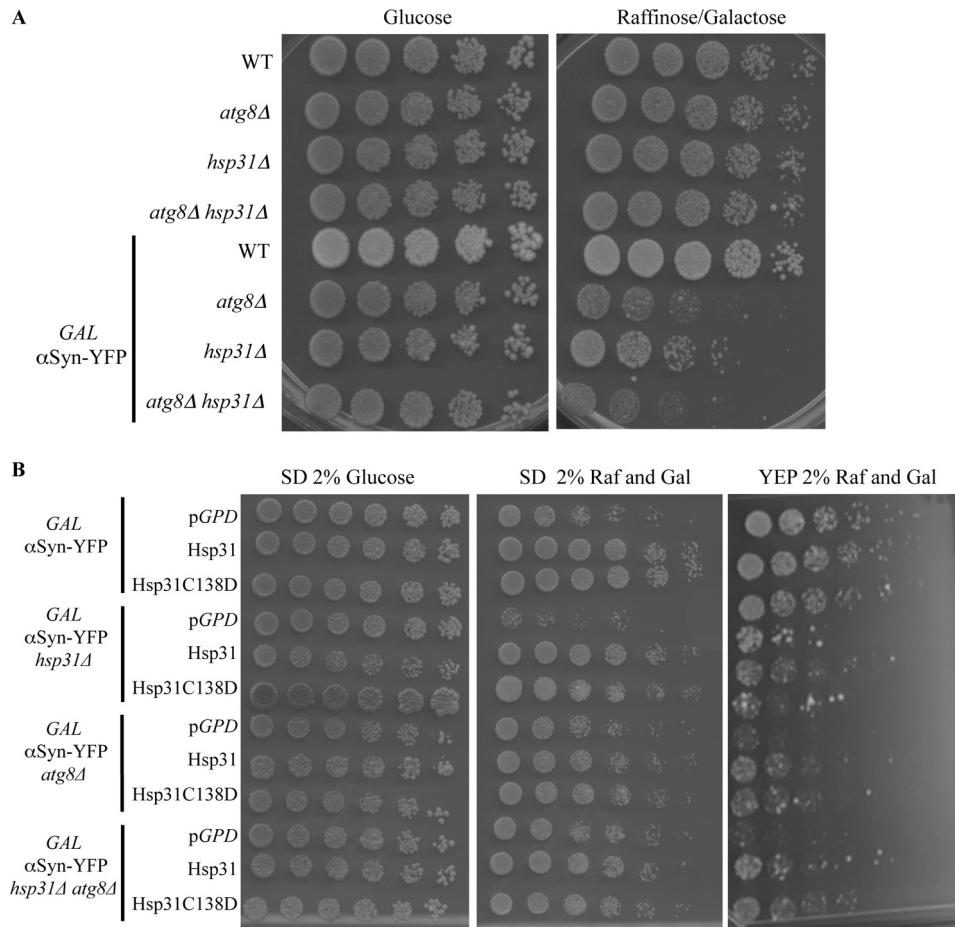 A
Glucose
Raffinose/Galactose
WT
atg8Δ
hsp31Δ
atg8Δ hsp31Δ
GAL
αSyn-YFP
WT
atg8Δ
hsp31Δ
atg8Δ hsp31Δ
B
SD 2% Glucose
SD 2% Raf and Gal
YEP 2% Raf and Gal
GAL
αSyn-YFP
pGPD
Hsp31
Hsp31C138D
GAL
αSyn-YFP
hsp31Δ
pGPD
Hsp31
Hsp31C138D
GAL
αSyn-YFP
atg8Δ
pGPD
Hsp31
Hsp31C138D
GAL
αSyn-YFP
hsp31Δ atg8Δ
pGPD
Hsp31
Hsp31C138D